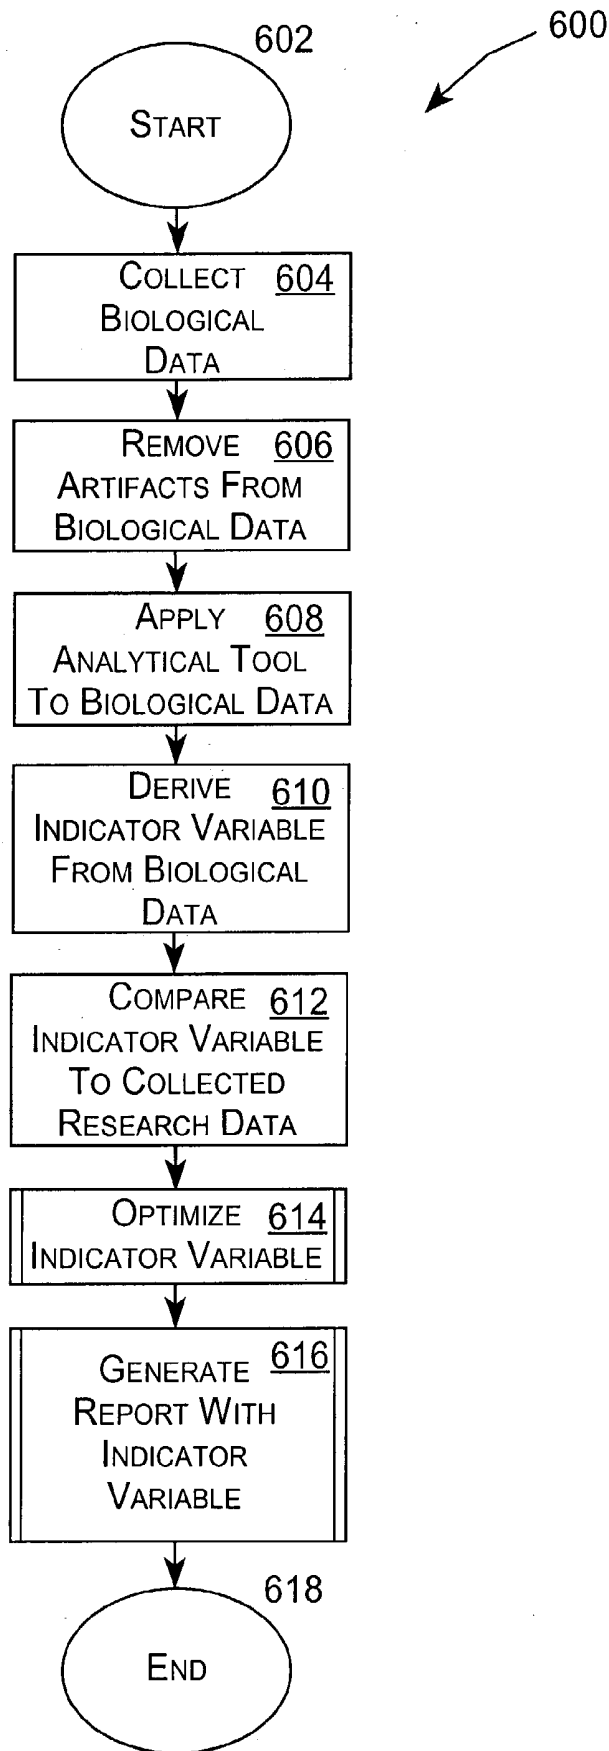 602
600
START
COLLECT 604
BIOLOGICAL
DATA
REMOVE 606
ARTIFACTS FROM
BIOLOGICAL DATA
APPLY 608
ANALYTICAL TOOL
TO BIOLOGICAL DATA
DERIVE 610
INDICATOR VARIABLE
FROM BIOLOGICAL
DATA
COMPARE 612
INDICATOR VARIABLE
TO COLLECTED
RESEARCH DATA
OPTIMIZE 614
INDICATOR VARIABLE
GENERATE 616
REPORT WITH
INDICATOR
VARIABLE
618
END